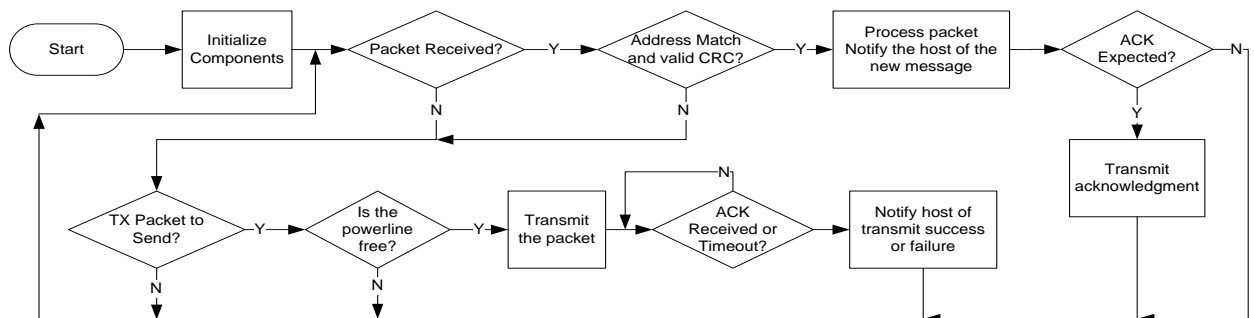 Start
Initialize
Components
Packet Received?
Y
Address Match
and valid CRC?
Y
Process packet
Notify the host of the
new message
ACK
Expected?
N
N
N
Y
Transmit
acknowledgment
TX Packet to
Send?
Y
Is the
powerline
free?
Y
Transmit
the packet
N
ACK
Received or
Timeout?
Notify host of
transmit success
or failure
N
N